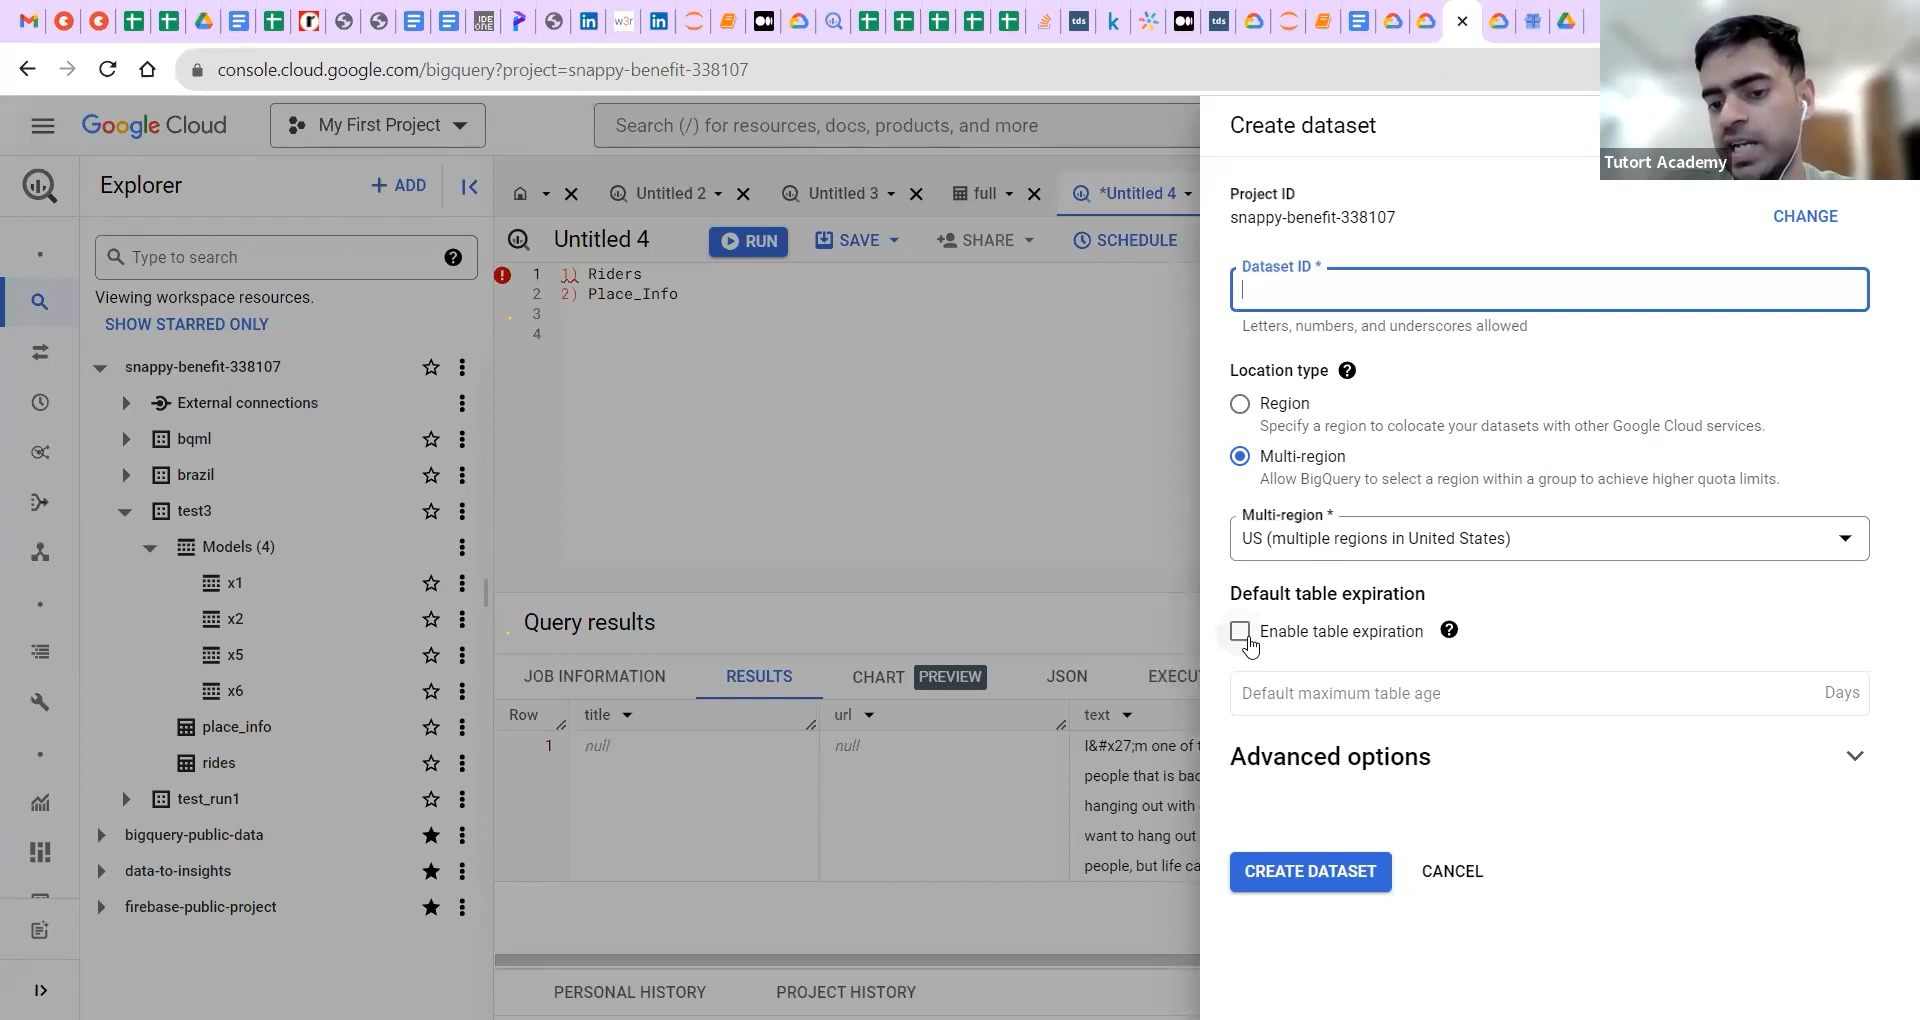 console.cloud.google.com/bigquery?project=snappy-benefit-338107
Google Cloud
My First Project
Search (/) for resources, docs, products, and more
Create dataset
Tutort Academy
Explorer
+ ADD
Untitled 2
Untitled 3
full
*Untitled 4
Project ID
snappy-benefit-338107
CHANGE
Type to search
Untitled 4
RUN
SAVE
SHARE
SCHEDULE
Dataset ID *
Letters, numbers, and underscores allowed
Viewing workspace resources.
SHOW STARRED ONLY
1 1) Riders
2 2) Place_Info
3
4
Location type
Region
Specify a region to colocate your datasets with other Google Cloud services.
Multi-region
Allow BigQuery to select a region within a group to achieve higher quota limits.
Multi-region *
US (multiple regions in United States)
Default table expiration
Enable table expiration
Default maximum table age
Days
Advanced options
CREATE DATASET
CANCEL
snappy-benefit-338107
External connections
bqml
brazil
test3
Models (4)
x1
x2
x5
x6
place_info
rides
test_run1
bigquery-public-data
data-to-insights
firebase-public-project
Query results
JOB INFORMATION
RESULTS
CHART
PREVIEW
JSON
Row
title
url
text
1
null
null
I&#x27;m one of
people that is
hanging out with
want to hang out
people, but life
PERSONAL HISTORY
PROJECT HISTORY